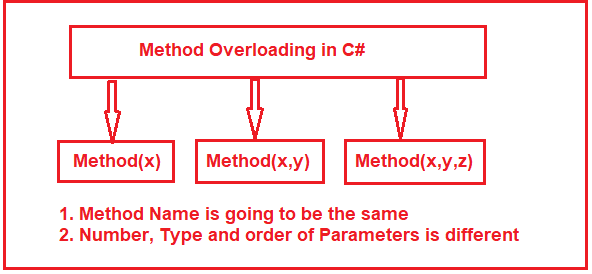 Method Overloading in C#
Method(x)
Method(x,y)
Method(x,y,z)
1. Method Name is going to be the same
2. Number, Type and order of Parameters is different